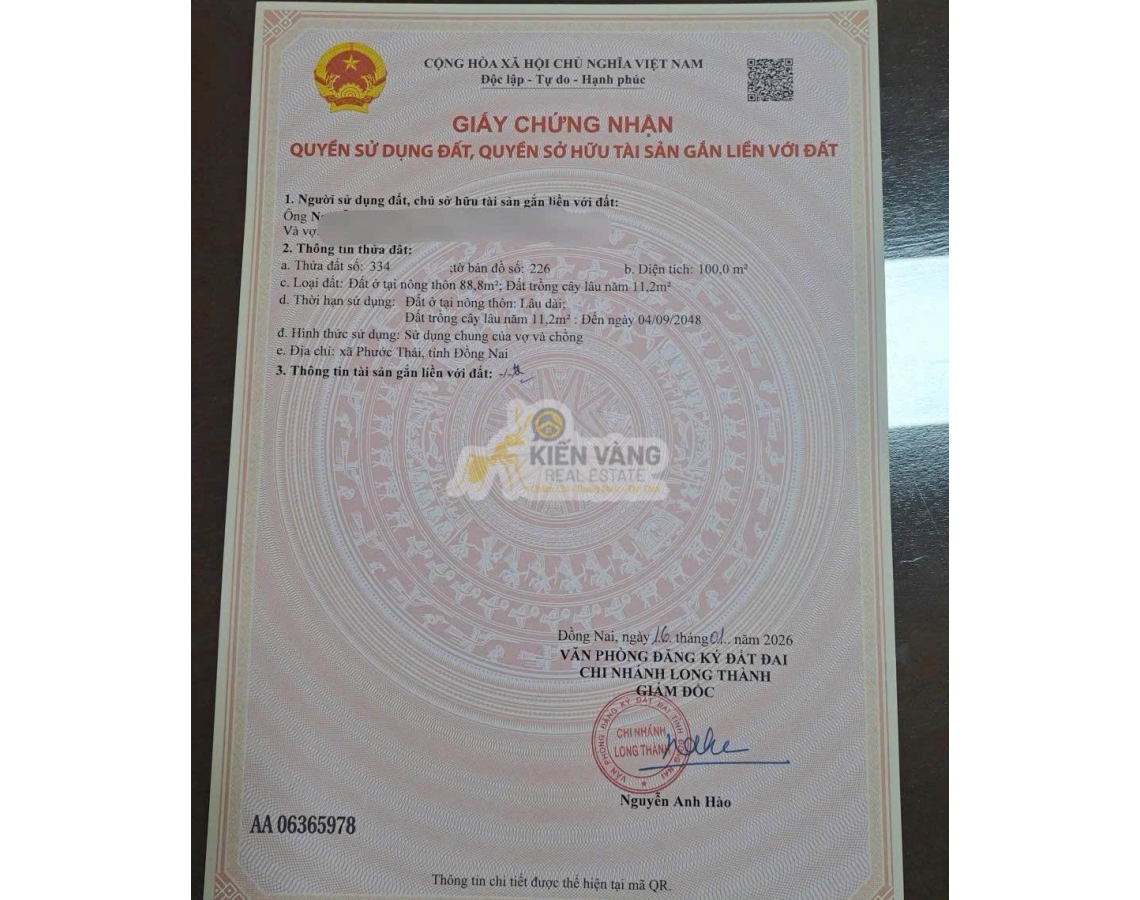 CỘNG HÒA XÃ HỘI CHỦ NGHĨA VIỆT NAM
Độc lập - Tự do - Hạnh phúc
GIẤY CHỨNG NHẬN
QUYỀN SỬ DỤNG ĐẤT, QUYỀN SỞ HỮU TÀI SẢN GẮN LIỀN VỚI ĐẤT
1. Người sử dụng đất, chủ sở hữu tài sản gắn liền với đất:
Ông
Và vợ
2. Thông tin thửa đất:
a. Thửa đất số: 334 ;tờ bản đồ số: 226 b. Diện tích: 100,0 m²
c. Loại đất: Đất ở tại nông thôn 88,8m²; Đất trồng cây lâu năm 11,2m²
d. Thời hạn sử dụng: Đất ở tại nông thôn: Lâu dài;
Đất trồng cây lâu năm 11,2m² : Đến ngày 04/09/2048
đ. Hình thức sử dụng: Sử dụng chung của vợ và chồng
e. Địa chỉ: xã Phước Thái, tỉnh Đồng Nai
3. Thông tin tài sản gắn liền với đất: -/-
KIẾN VÀNG
REAL ESTATE
Đồng Nai, ngày 16. tháng 01.. năm 2026
VĂN PHÒNG ĐĂNG KÝ ĐẤT ĐAI
CHI NHÁNH LONG THÀNH
GIÁM ĐỐC
VĂN PHÒNG ĐĂNG KÝ ĐẤT ĐAI TỈNH ĐỒNG NAI
CHI NHÁNH
LONG THÀNH
Nguyễn Anh Hào
AA 06365978
Thông tin chi tiết được thể hiện tại mã QR.